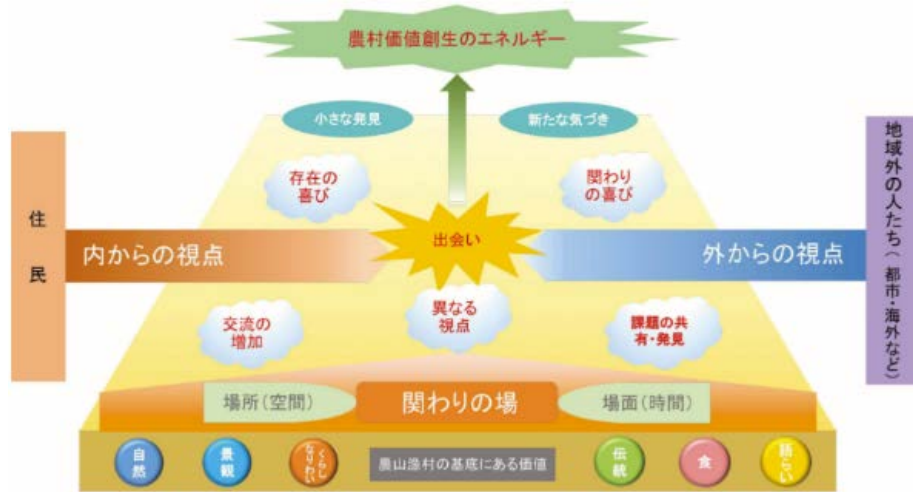 農村価値創生のエネルギー
小さな発見
新たな気づき
存在の
喜び
関わり
の喜び
住民
内からの視点
出会い
外からの視点
地域外の人たち（都市・海外など）
交流の
増加
異なる
視点
課題の共
有・発見
場所（空間）
関わりの場
場面（時間）
自然
景観
くらし
なりわい
農山漁村の基底にある価値
伝統
食
語らい